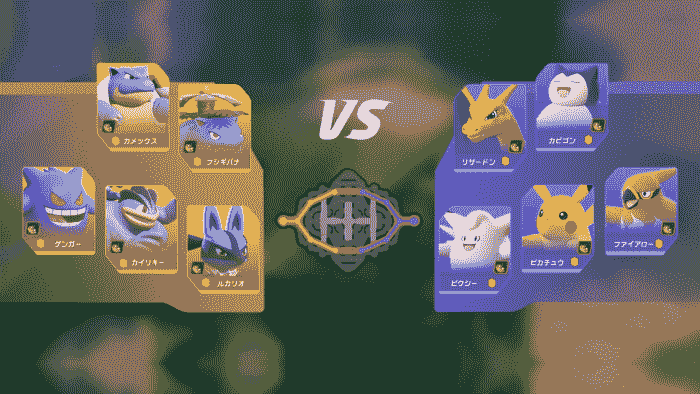 VS
カメックス
フシギバナ
ゲンガー
カイリキー
ルカリオ
リザードン
カビゴン
ピクシー
ピカチュウ
ファイアロー